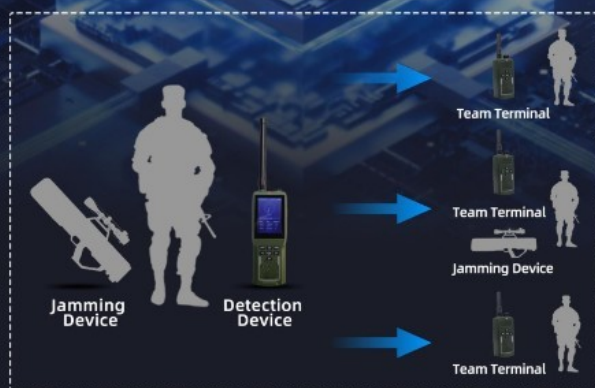 Team Terminal
Team Terminal
Jamming Device
Jamming
Device
Detection
Device
Team Terminal